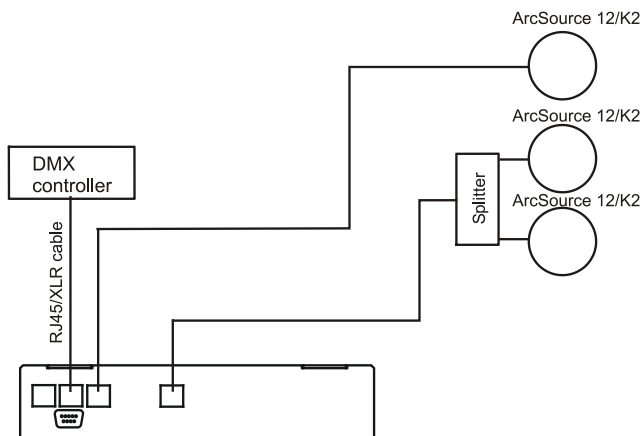 ArcSource 12/K2
ArcSource 12/K2
DMX
controller
Splitter
ArcSource 12/K2
RJ45/XLR cable